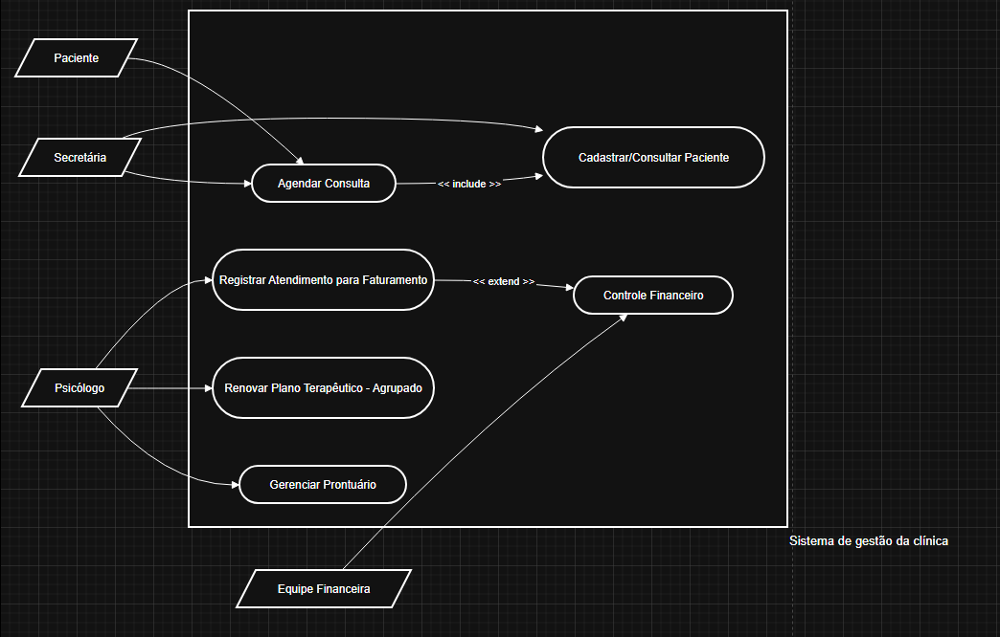 Paciente
Secretária
Cadastrar/Consultar Paciente
Agendar Consulta
<< include >>
Registrar Atendimento para Faturamento
<< extend >>
Controle Financeiro
Psicólogo
Renovar Plano Terapêutico - Agrupado
Gerenciar Prontuário
Sistema de gestão da clínica
Equipe Financeira